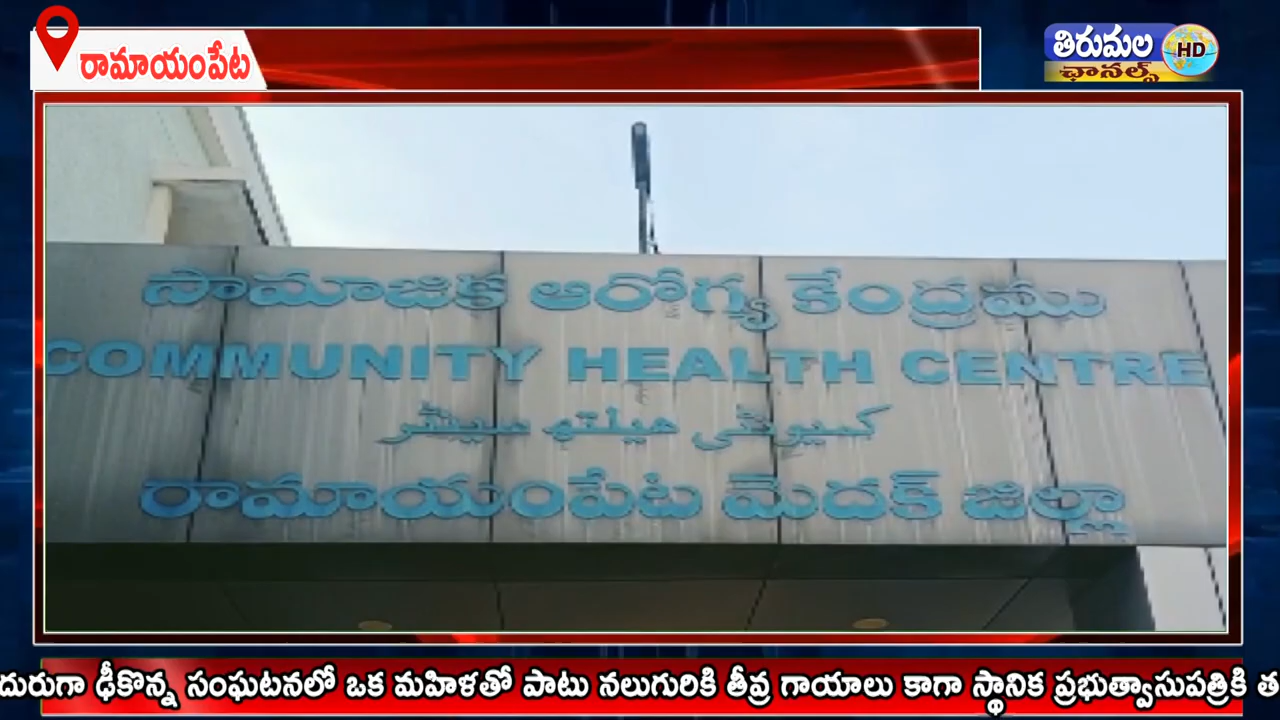 రామాయంపేట
తిరుమల
HD
ఛానల్స్
సామాజిక ఆరోగ్య కేంద్రము
COMMUNITY HEALTH CENTRE
کمیونٹی ہیلتھ سینٹر
రామాయంపేట మెదక్ జిల్లా
దురుగా ఢీకొన్న సంఘటనలో ఒక మహిళతో పాటు నలుగురికి తీవ్ర గాయాలు కాగా స్థానిక ప్రభుత్వాసుపత్రికి త